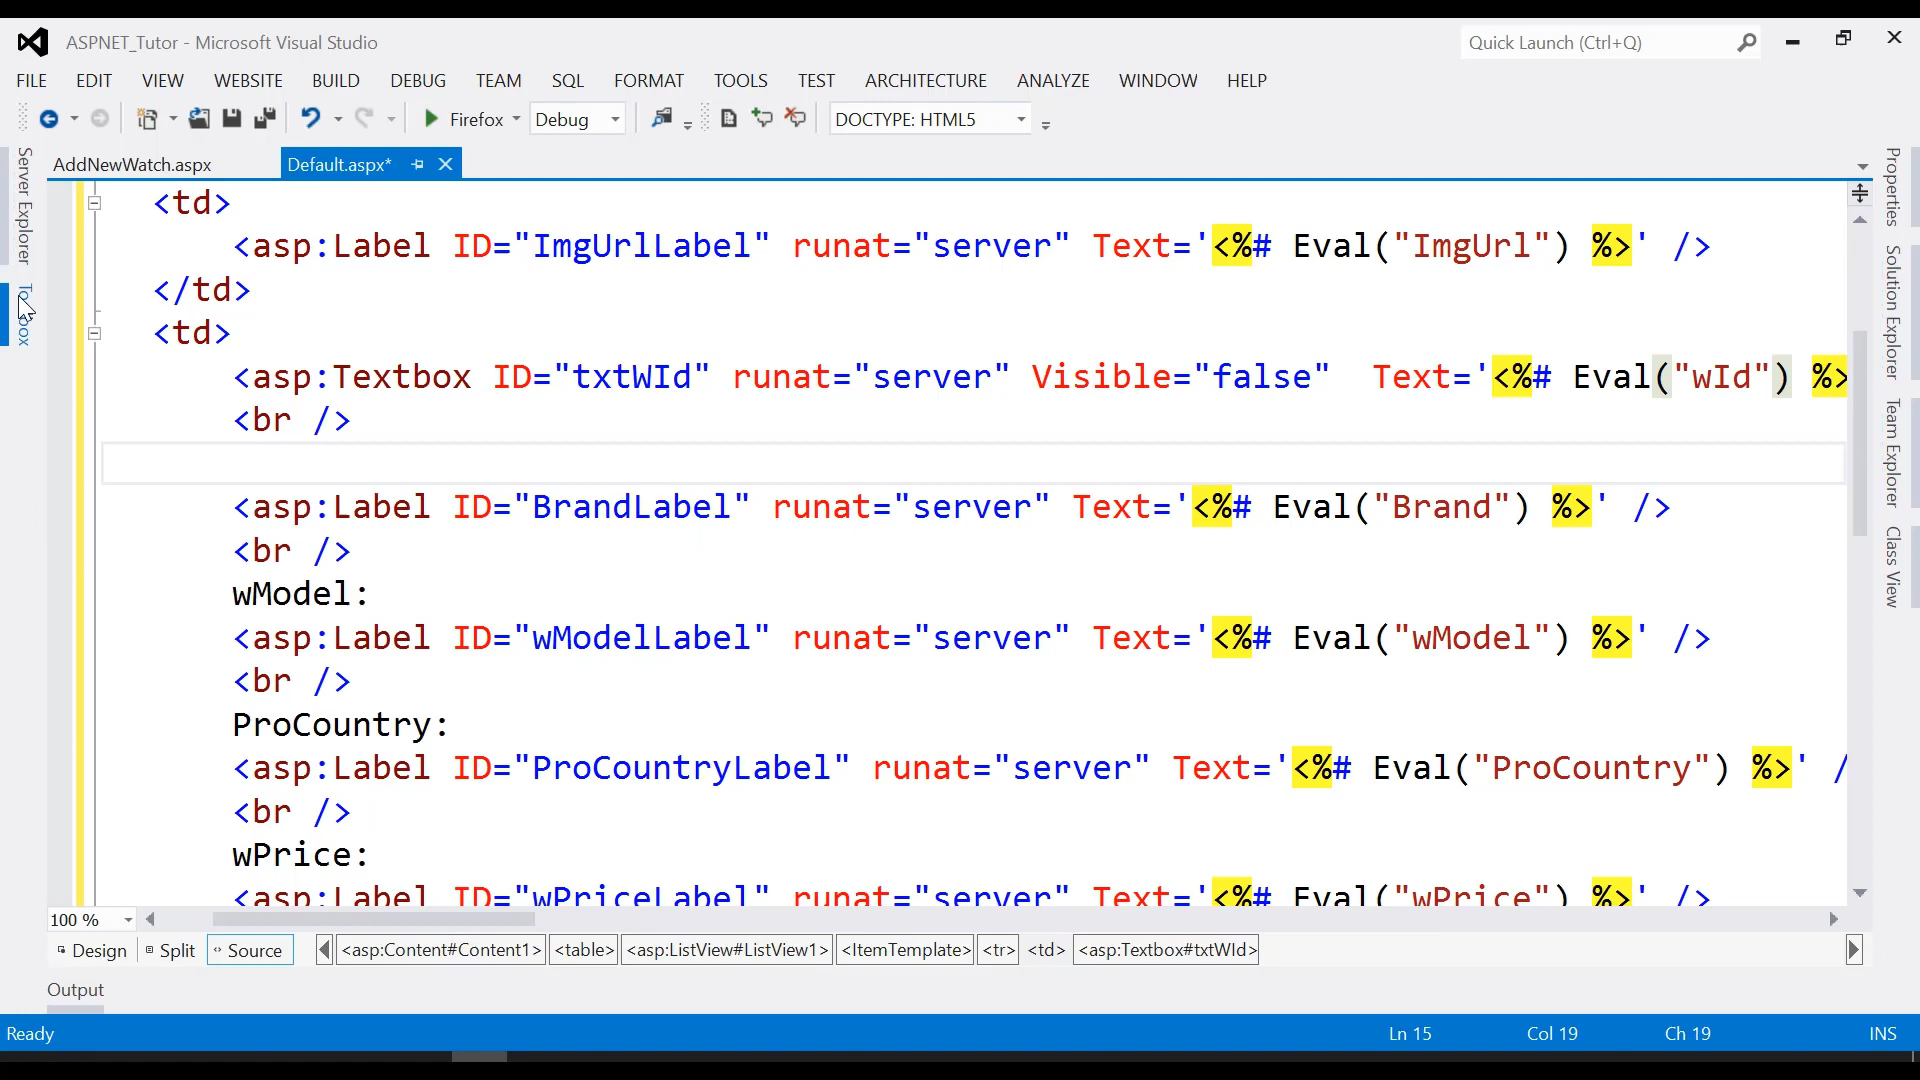 ASPNET_Tutor - Microsoft Visual Studio
Quick Launch (Ctrl+Q)
FILE EDIT VIEW WEBSITE BUILD DEBUG TEAM SQL FORMAT TOOLS TEST ARCHITECTURE ANALYZE WINDOW HELP
Firefox Debug DOCTYPE: HTML5
Server Explorer
Toolbox
AddNewWatch.aspx Default.aspx*
<td>
<asp:Label ID="ImgUrlLabel" runat="server" Text='<%# Eval("ImgUrl") %>' />
</td>
<td>
<asp:Textbox ID="txtWId" runat="server" Visible="false"  Text='<%# Eval("wId") %>
<br />
<asp:Label ID="BrandLabel" runat="server" Text='<%# Eval("Brand") %>' />
<br />
wModel:
<asp:Label ID="wModelLabel" runat="server" Text='<%# Eval("wModel") %>' />
<br />
ProCountry:
<asp:Label ID="ProCountryLabel" runat="server" Text='<%# Eval("ProCountry") %>' /
<br />
wPrice:
<asp:Label ID="wPriceLabel" runat="server" Text='<%# Eval("wPrice") %>' />
Properties
Solution Explorer
Team Explorer
Class View
100 %
Design Split Source <asp:Content#Content1> <table> <asp:ListView#ListView1> <ItemTemplate> <tr> <td> <asp:Textbox#txtWId>
Output
Ready Ln 15 Col 19 Ch 19 INS